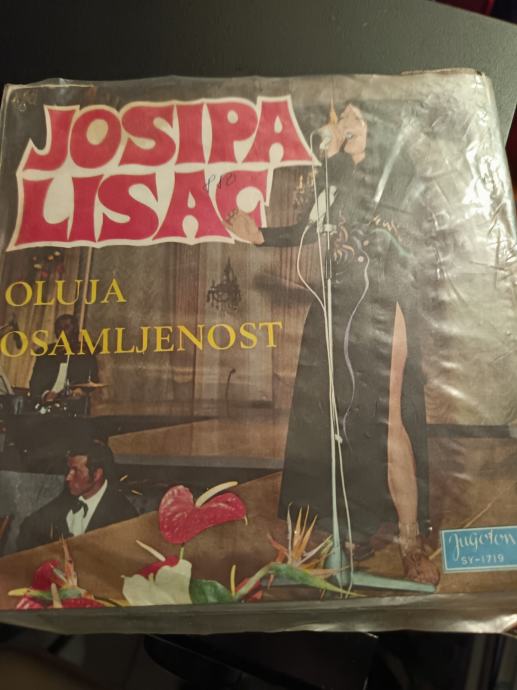 JOSIPA
LISAC
OLUJA
OSAMLJENOST
Jugoton
SY-1719